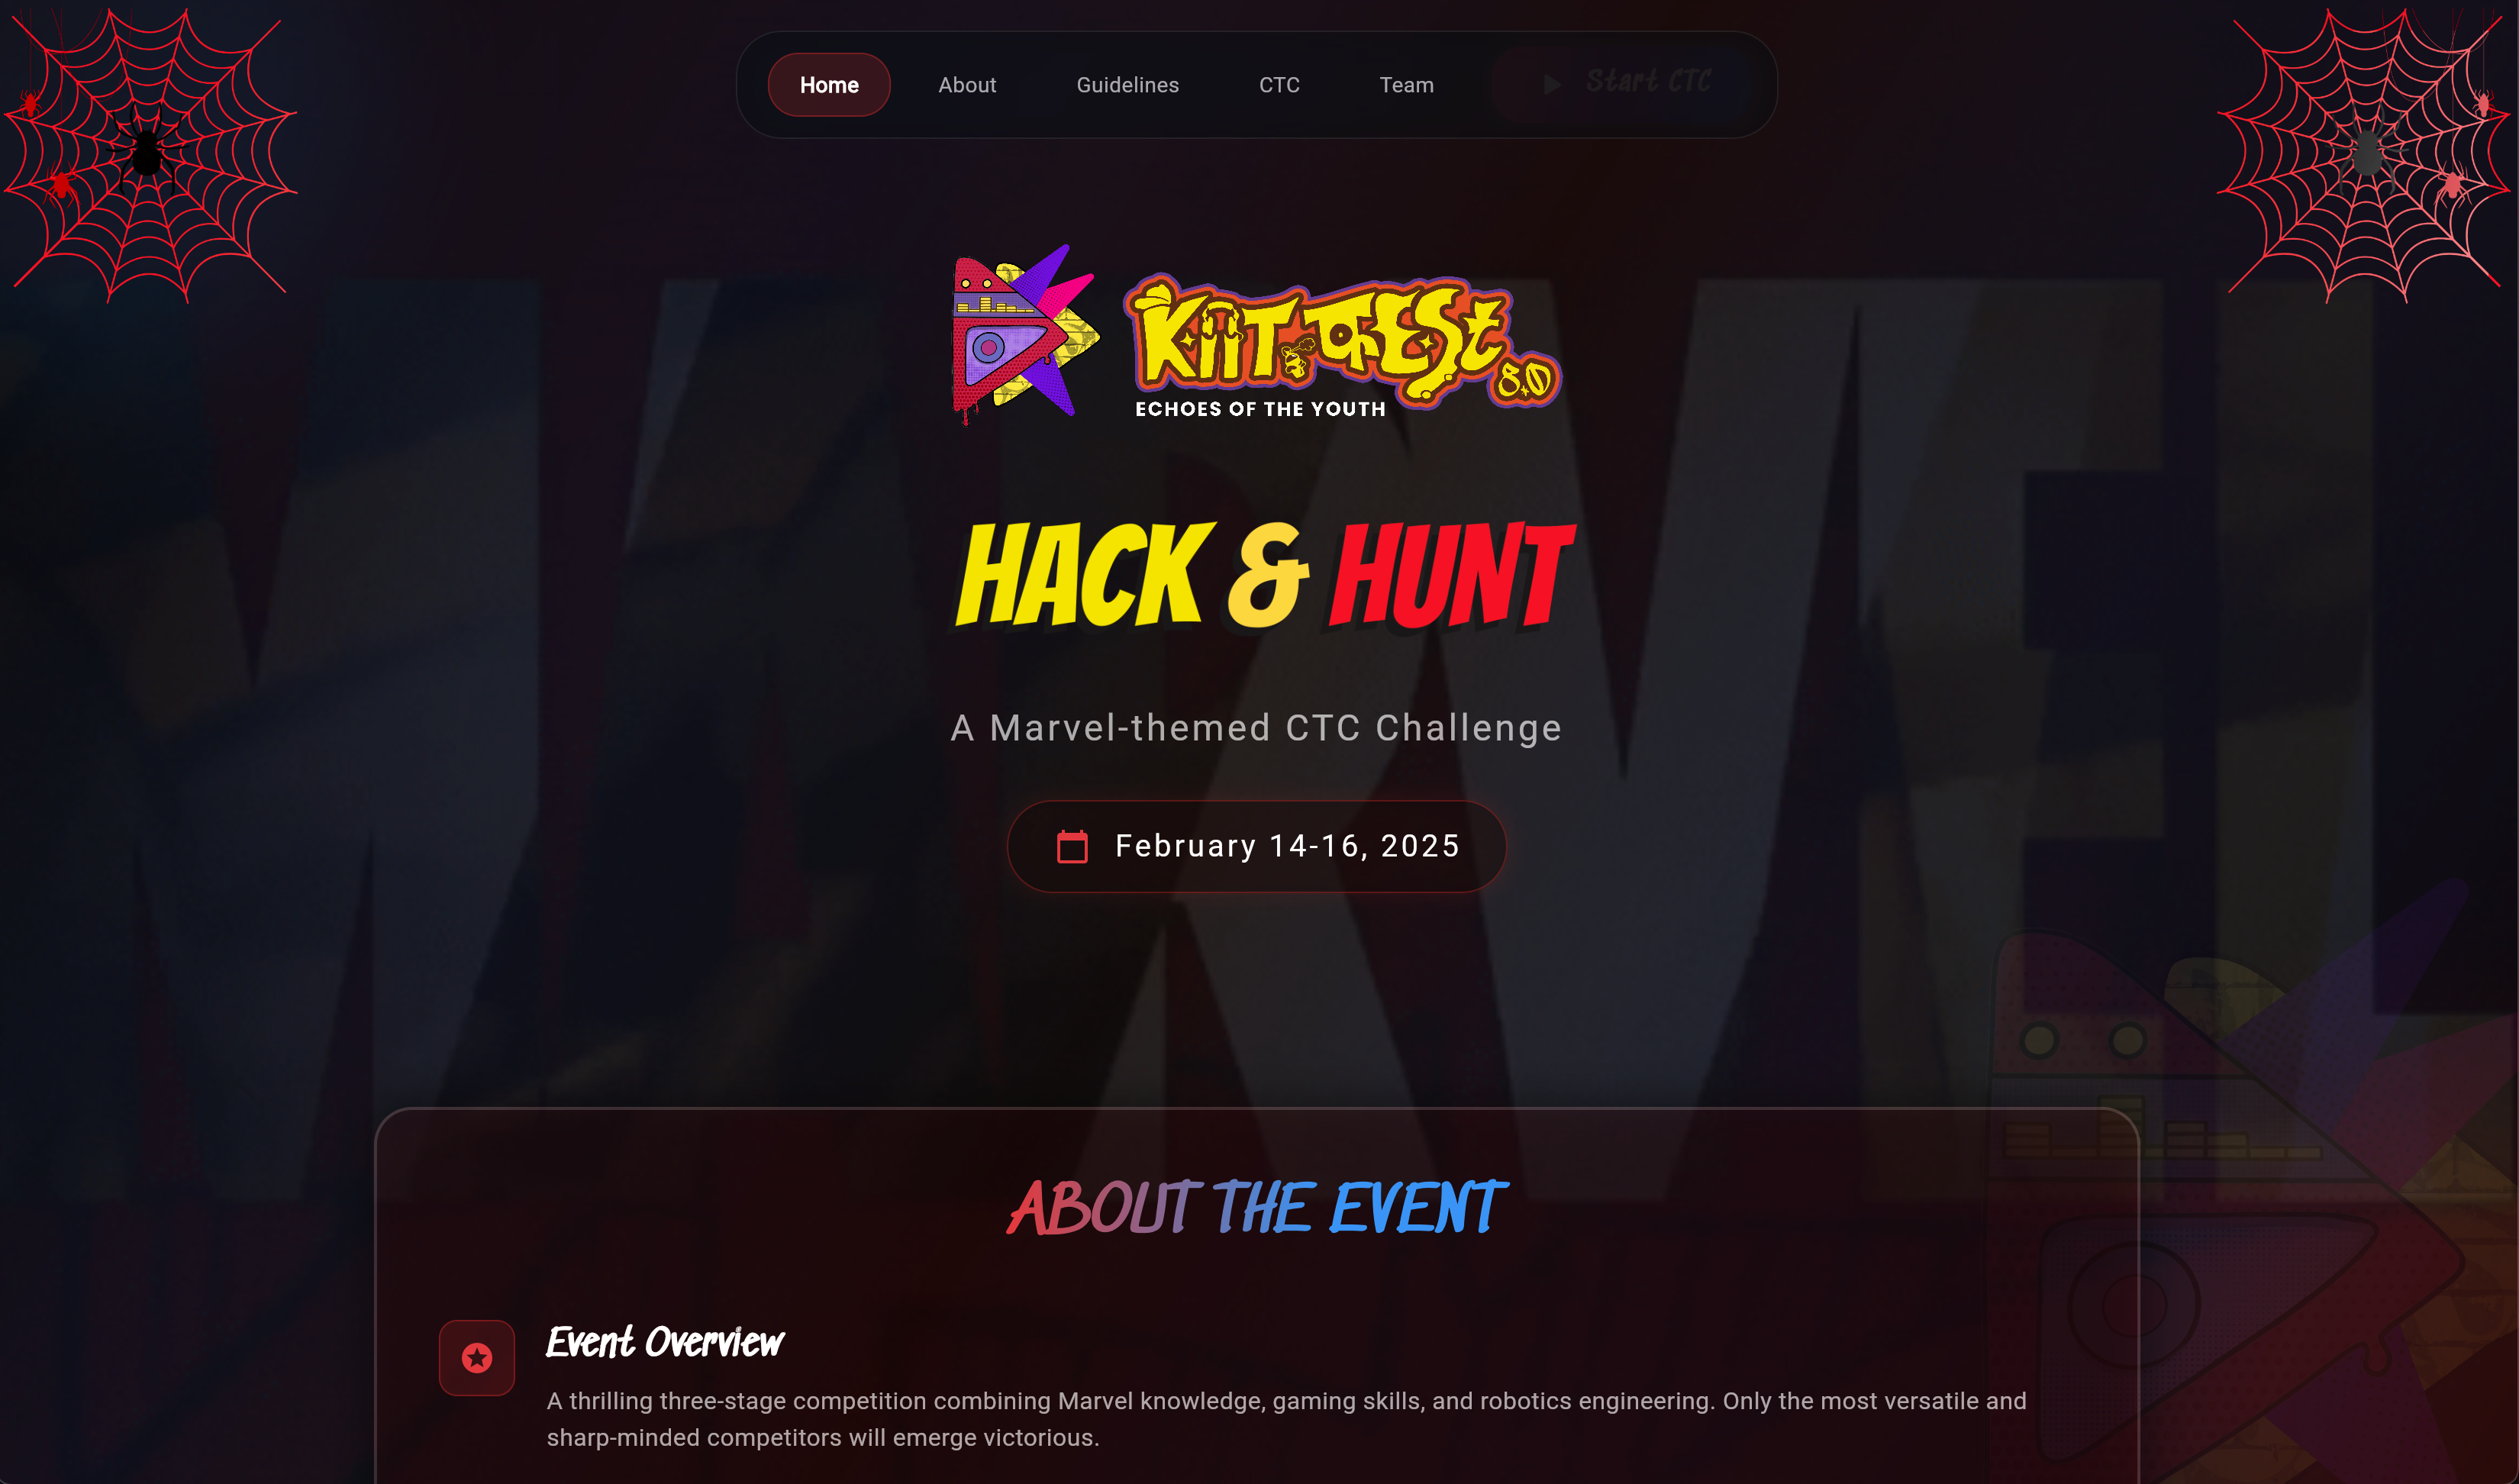 Home About Guidelines CTC Team Start CTC
KiiT FEST 8.0
ECHOES OF THE YOUTH
HACK & HUNT
A Marvel-themed CTC Challenge
February 14-16, 2025
ABOUT THE EVENT
Event Overview
A thrilling three-stage competition combining Marvel knowledge, gaming skills, and robotics engineering. Only the most versatile and
sharp-minded competitors will emerge victorious.
MARVEL